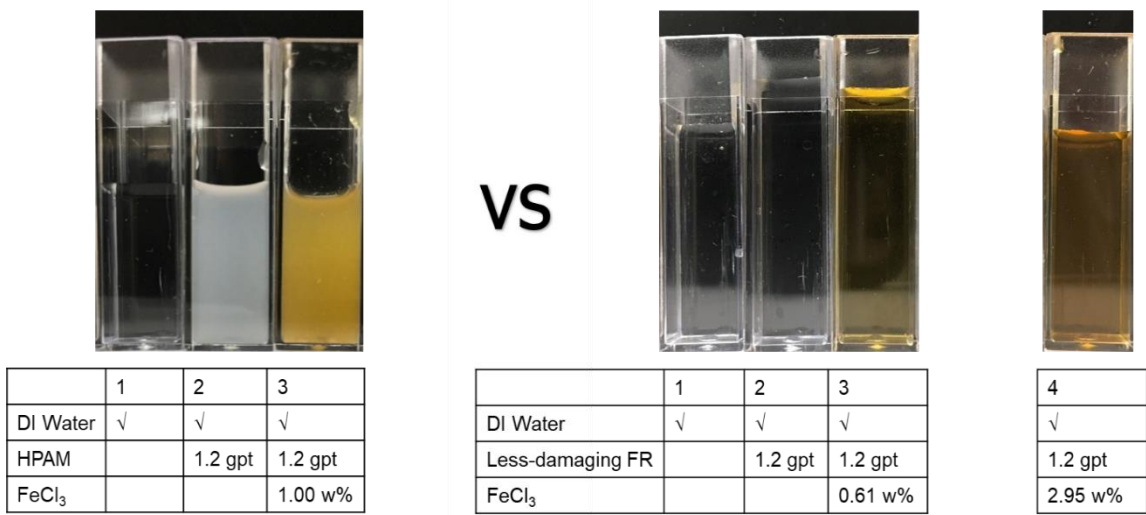 VS
1 2 3
DI Water √ √ √
HPAM 1.2 gpt 1.2 gpt
FeCl₃ 1.00 w%
1 2 3
DI Water √ √ √
Less-damaging FR 1.2 gpt 1.2 gpt
FeCl₃ 0.61 w%
4
√
1.2 gpt
2.95 w%